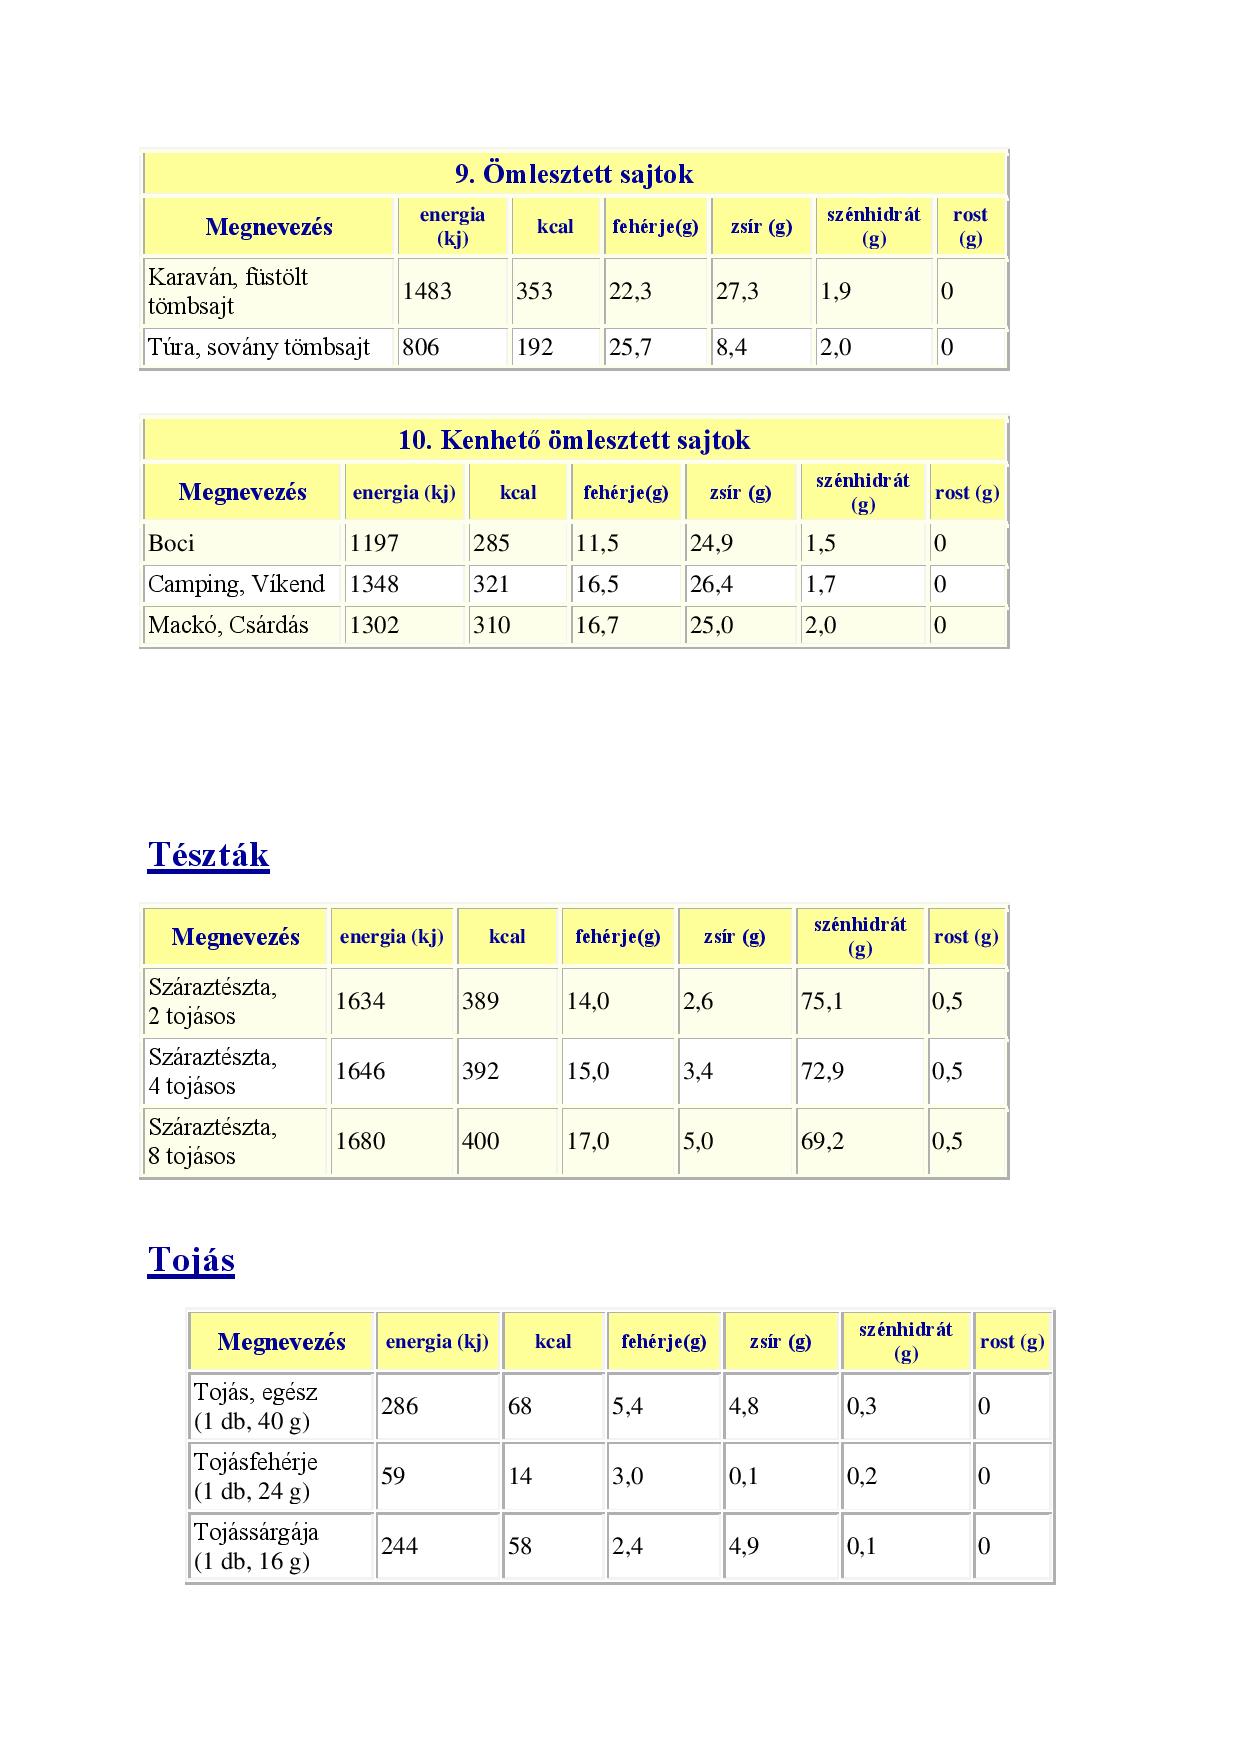 9. Ömlesztett sajtok
Megnevezés energia (kj) kcal fehérje(g) zsír (g) szénhidrát (g) rost (g)
Karaván, füstölt tömbsajt 1483 353 22,3 27,3 1,9 0
Túra, sovány tömbsajt 806 192 25,7 8,4 2,0 0
10. Kenhető ömlesztett sajtok
Megnevezés energia (kj) kcal fehérje(g) zsír (g) szénhidrát (g) rost (g)
Boci 1197 285 11,5 24,9 1,5 0
Camping, Víkend 1348 321 16,5 26,4 1,7 0
Mackó, Csárdás 1302 310 16,7 25,0 2,0 0
Tészták
Megnevezés energia (kj) kcal fehérje(g) zsír (g) szénhidrát (g) rost (g)
Száraztészta, 2 tojásos 1634 389 14,0 2,6 75,1 0,5
Száraztészta, 4 tojásos 1646 392 15,0 3,4 72,9 0,5
Száraztészta, 8 tojásos 1680 400 17,0 5,0 69,2 0,5
Tojás
Megnevezés energia (kj) kcal fehérje(g) zsír (g) szénhidrát (g) rost (g)
Tojás, egész (1 db, 40 g) 286 68 5,4 4,8 0,3 0
Tojásfehérje (1 db, 24 g) 59 14 3,0 0,1 0,2 0
Tojássárgája (1 db, 16 g) 244 58 2,4 4,9 0,1 0